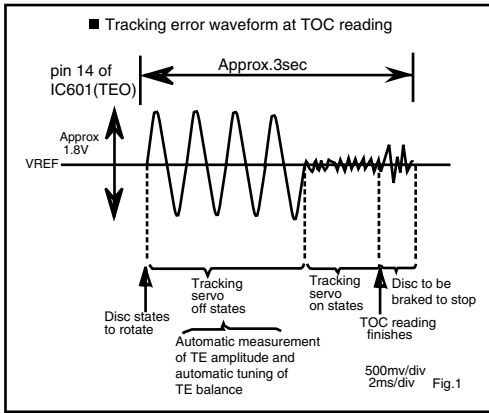 ■ Tracking error waveform at TOC reading
pin 14 of
IC601(TEO)
Approx.3sec
Approx
1.8V
VREF
Disc states
to rotate
Tracking
servo
off states
Tracking
servo
on states
Disc to be
braked to stop
TOC reading
finishes
Automatic measurement
of TE amplitude and
automatic tuning of
TE balance
500mv/div
2ms/div
Fig.1